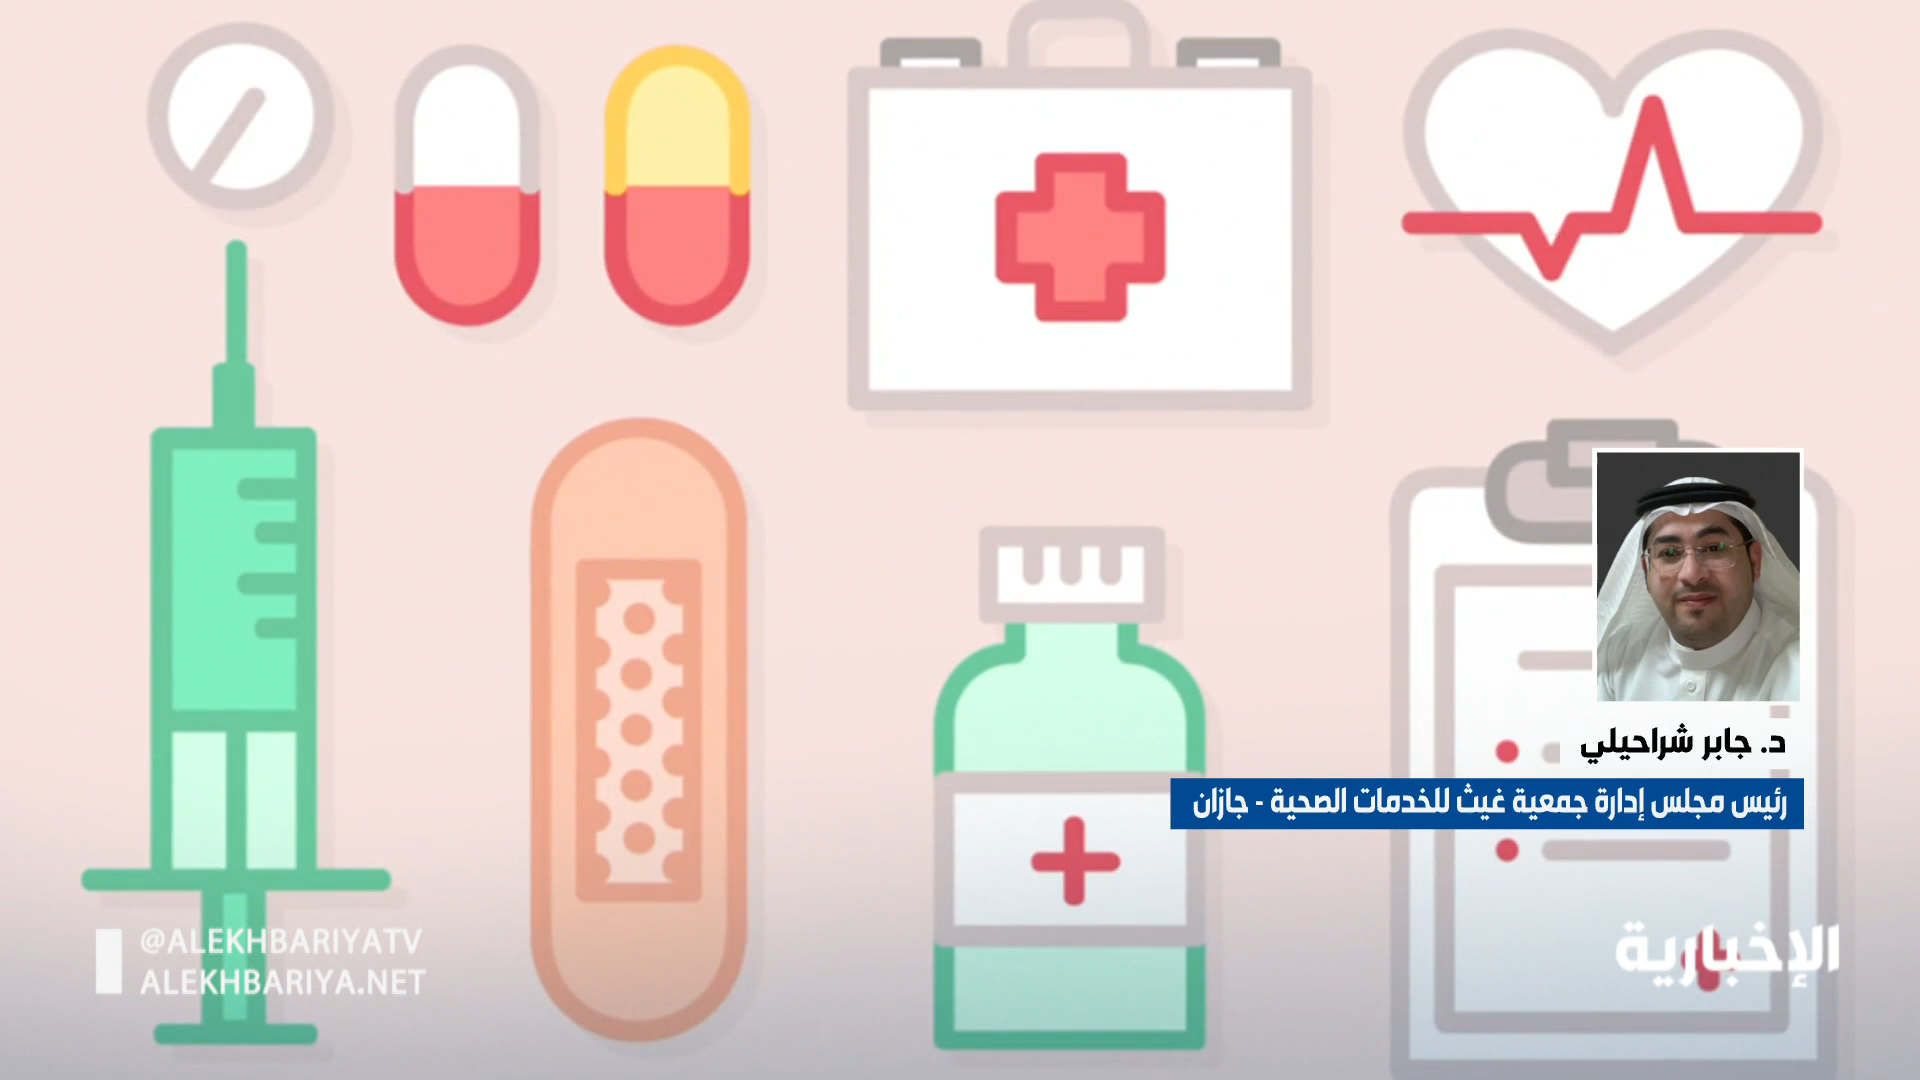 د. جابر شراحيلي
رئيس مجلس إدارة جمعية غيث للخدمات الصحية - جازان
@ALEKHBARIYATV
ALEKHBARIYA.NET
الإخبارية